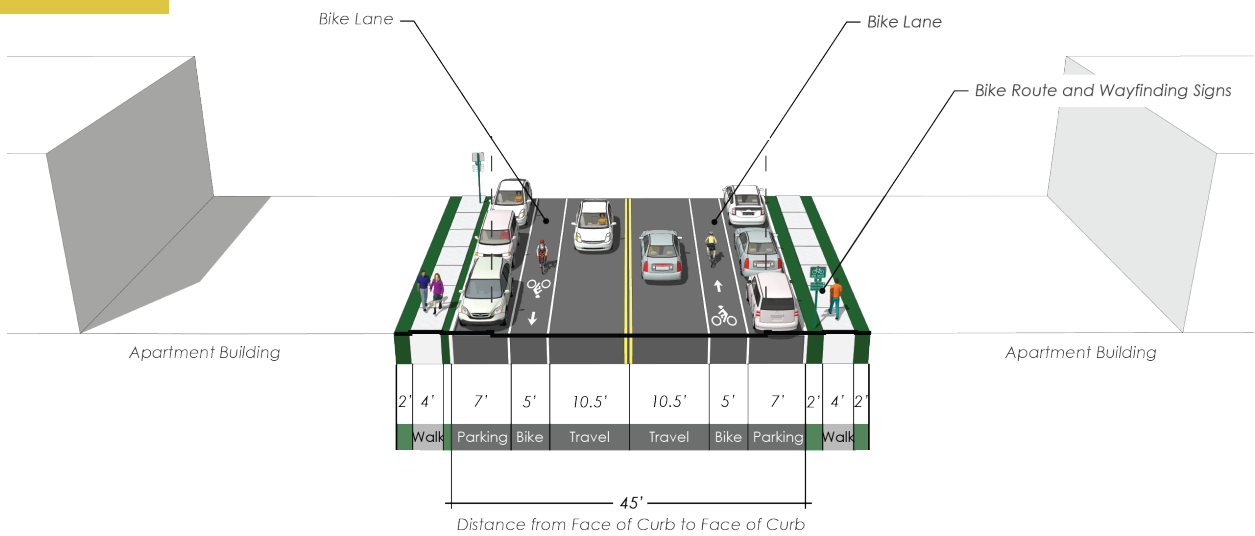 Bike Lane
Bike Lane
Bike Route and Wayfinding Signs
Apartment Building
Apartment Building
2' 4' 7' 5' 10.5' 10.5' 5' 7' 2' 4' 2'
Walk Parking Bike Travel Travel Bike Parking Walk
45'
Distance from Face of Curb to Face of Curb